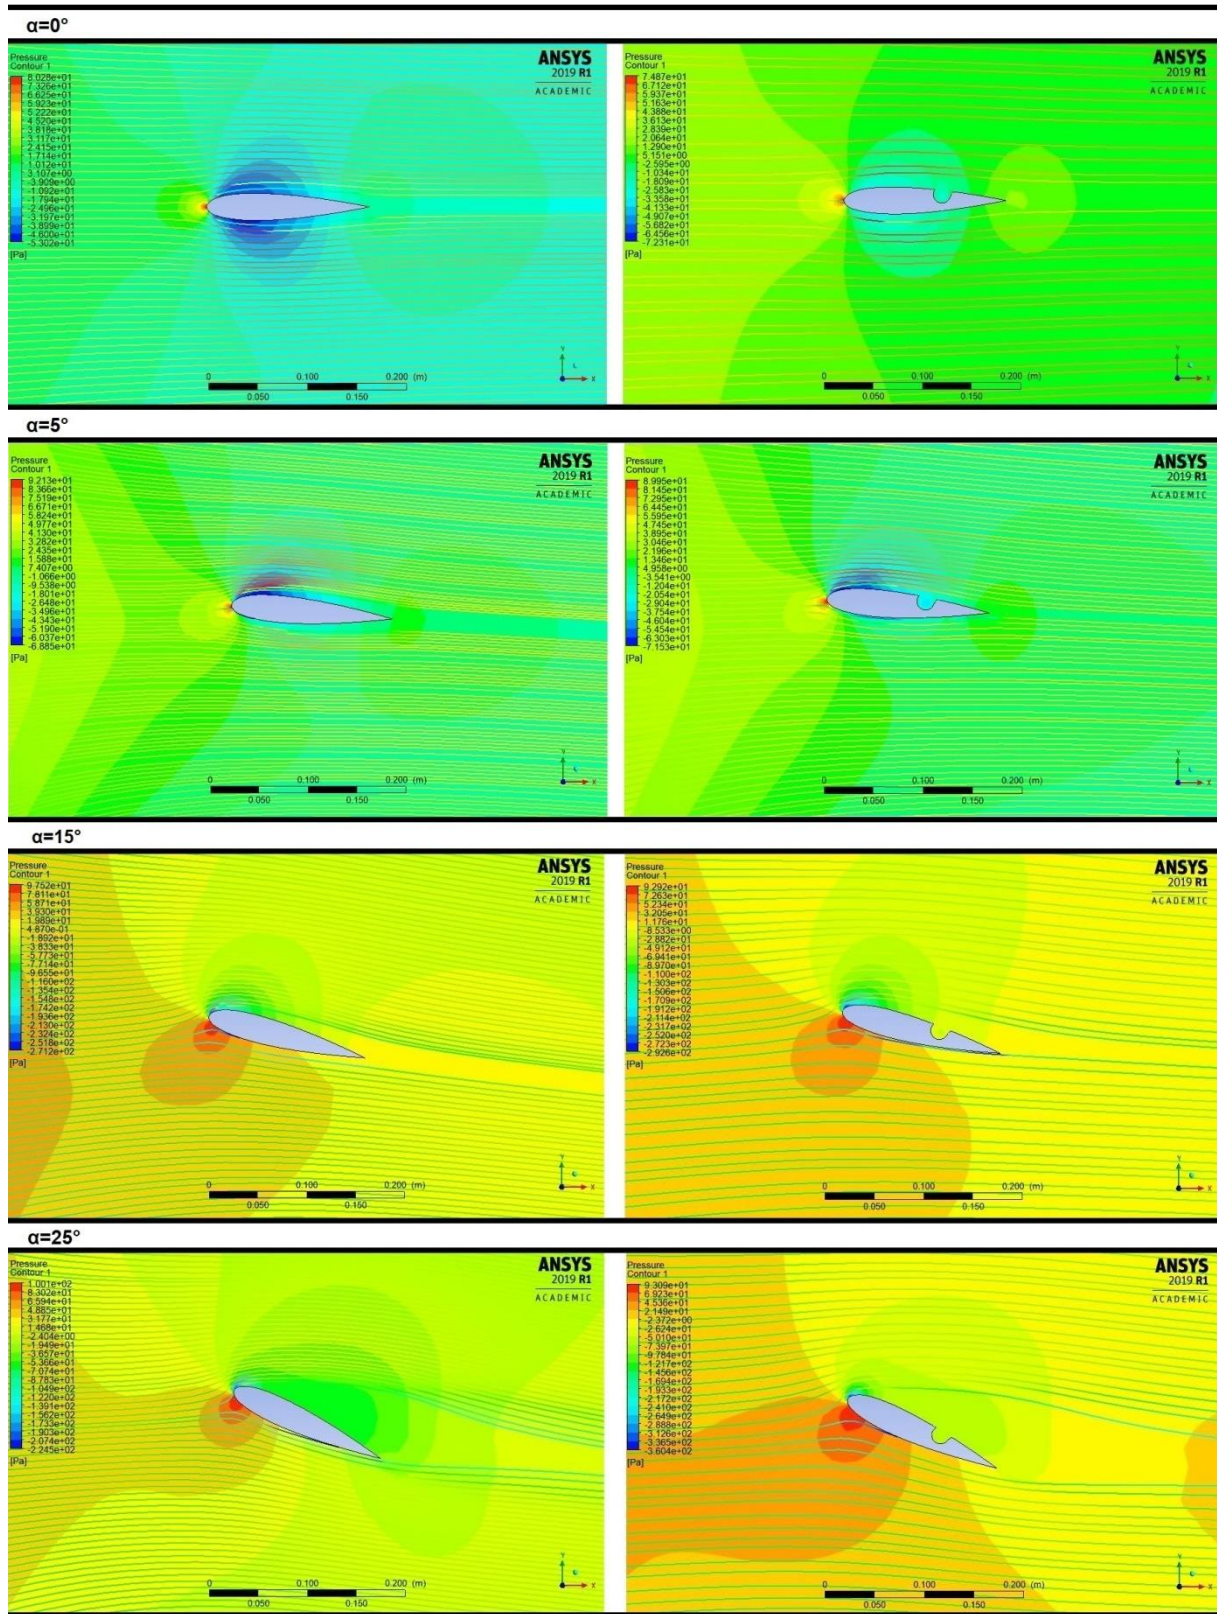 α=0°
Pressure
Contour 1
8.028e+01
7.326e+01
6.625e+01
5.923e+01
5.222e+01
4.520e+01
3.818e+01
3.117e+01
2.415e+01
1.714e+01
1.012e+01
3.107e+00
-3.909e+00
-1.092e+01
-1.794e+01
-2.496e+01
-3.197e+01
-3.899e+01
-4.600e+01
-5.302e+01
[Pa]
ANSYS
2019 R1
ACADEMIC
0 0.100 0.200 (m)
0.050 0.150
Y
X
Pressure
Contour 1
7.487e+01
6.712e+01
5.937e+01
5.163e+01
4.388e+01
3.613e+01
2.839e+01
2.064e+01
1.290e+01
5.151e+00
-2.595e+00
-1.034e+01
-1.809e+01
-2.583e+01
-3.358e+01
-4.133e+01
-4.907e+01
-5.682e+01
-6.456e+01
-7.231e+01
[Pa]
ANSYS
2019 R1
ACADEMIC
0 0.100 0.200 (m)
0.050 0.150
Y
X
α=5°
Pressure
Contour 1
9.213e+01
8.366e+01
7.519e+01
6.671e+01
5.824e+01
4.977e+01
4.130e+01
3.282e+01
2.435e+01
1.588e+01
7.407e+00
-1.066e+00
-9.538e+00
-1.801e+01
-2.648e+01
-3.496e+01
-4.343e+01
-5.190e+01
-6.037e+01
-6.885e+01
[Pa]
ANSYS
2019 R1
ACADEMIC
0 0.100 0.200 (m)
0.050 0.150
Y
X
Pressure
Contour 1
8.995e+01
8.145e+01
7.295e+01
6.445e+01
5.595e+01
4.745e+01
3.895e+01
3.046e+01
2.196e+01
1.346e+01
4.958e+00
-3.541e+00
-1.204e+01
-2.054e+01
-2.904e+01
-3.754e+01
-4.604e+01
-5.454e+01
-6.303e+01
-7.153e+01
[Pa]
ANSYS
2019 R1
ACADEMIC
0 0.100 0.200 (m)
0.050 0.150
Y
X
α=15°
Pressure
Contour 1
9.752e+01
7.811e+01
5.871e+01
3.930e+01
1.989e+01
4.870e-01
-1.892e+01
-3.833e+01
-5.773e+01
-7.714e+01
-9.655e+01
-1.160e+02
-1.354e+02
-1.548e+02
-1.742e+02
-1.936e+02
-2.130e+02
-2.324e+02
-2.518e+02
-2.712e+02
[Pa]
ANSYS
2019 R1
ACADEMIC
0 0.100 0.200 (m)
0.050 0.150
Y
X
Pressure
Contour 1
9.292e+01
7.263e+01
5.234e+01
3.205e+01
1.176e+01
-8.533e+00
-2.882e+01
-4.912e+01
-6.941e+01
-8.970e+01
-1.100e+02
-1.303e+02
-1.506e+02
-1.709e+02
-1.912e+02
-2.114e+02
-2.317e+02
-2.520e+02
-2.723e+02
-2.926e+02
[Pa]
ANSYS
2019 R1
ACADEMIC
0 0.100 0.200 (m)
0.050 0.150
Y
X
α=25°
Pressure
Contour 1
1.001e+02
8.302e+01
6.594e+01
4.885e+01
3.177e+01
1.468e+01
-2.404e+00
-1.949e+01
-3.657e+01
-5.366e+01
-7.074e+01
-8.783e+01
-1.049e+02
-1.220e+02
-1.391e+02
-1.562e+02
-1.733e+02
-1.903e+02
-2.074e+02
-2.245e+02
[Pa]
ANSYS
2019 R1
ACADEMIC
0 0.100 0.200 (m)
0.050 0.150
Y
X
Pressure
Contour 1
9.309e+01
6.923e+01
4.536e+01
2.149e+01
-2.372e+00
-2.624e+01
-5.010e+01
-7.397e+01
-9.784e+01
-1.217e+02
-1.456e+02
-1.694e+02
-1.933e+02
-2.172e+02
-2.410e+02
-2.649e+02
-2.888e+02
-3.126e+02
-3.365e+02
-3.604e+02
[Pa]
ANSYS
2019 R1
ACADEMIC
0 0.100 0.200 (m)
0.050 0.150
Y
X